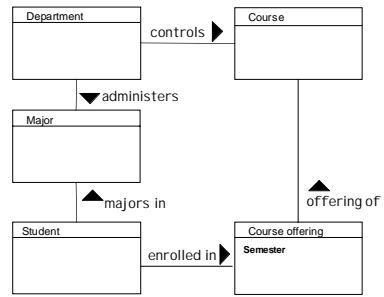 Department
Course
controls
administers
Major
majors in
offering of
Student
Course offering
Semester
enrolled in